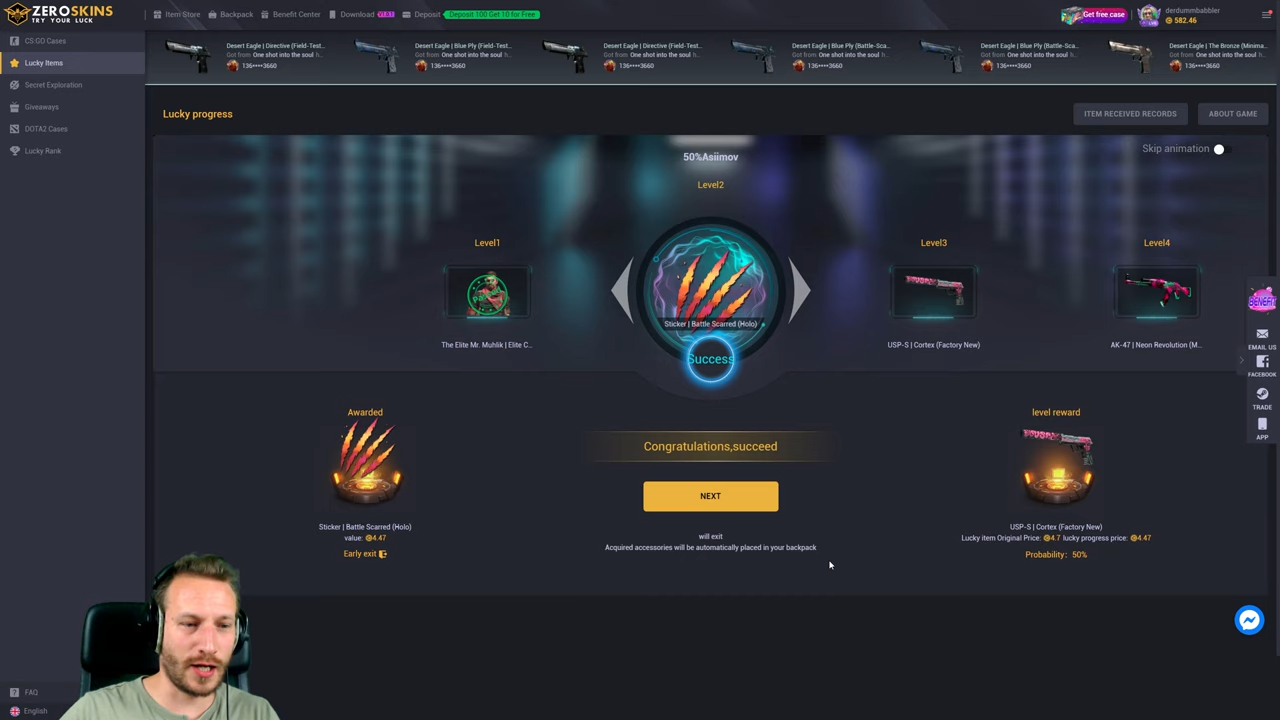 ZEROSKINS
TRY YOUR LUCK
Item Store
Backpack
Benefit Center
Download
Deposit
Deposit 100 Get 10 for Free
Get free case
derdummbabbler
582.46
CS:GO Cases
Lucky Items
Secret Exploration
Giveaways
DOTA2 Cases
Lucky Rank
Desert Eagle | Directive (Field-Test...
Got from One shot into the soul
136****3660
Desert Eagle | Blue Ply (Field-Tes...
Got from One shot into the soul
136****3660
Desert Eagle | Directive (Field-Test...
Got from One shot into the soul
136****3660
Desert Eagle | Blue Ply (Battle-Sca...
Got from One shot into the soul
136****3660
Desert Eagle | Blue Ply (Battle-Sca...
Got from One shot into the soul
136****3660
Desert Eagle | The Bronze (Minima...
Got from One shot into the soul
136****3660
Lucky progress
ITEM RECEIVED RECORDS
ABOUT GAME
Skip animation
50%Asiimov
Level2
Level1
Level3
Level4
Sticker | Battle Scarred (Holo)
The Elite Mr. Muhlik | Elite C...
USP-S | Cortex (Factory New)
AK-47 | Neon Revolution (M...
Success
BENEFIT
EMAIL US
FACEBOOK
TRADE
APP
Awarded
level reward
Congratulations,succeed
NEXT
will exit
Acquired accessories will be automatically placed in your backpack
Sticker | Battle Scarred (Holo)
value: 4.47
Early exit
USP-S | Cortex (Factory New)
Lucky item Original Price: 4.7 lucky progress price: 4.47
Probability: 50%
FAQ
English